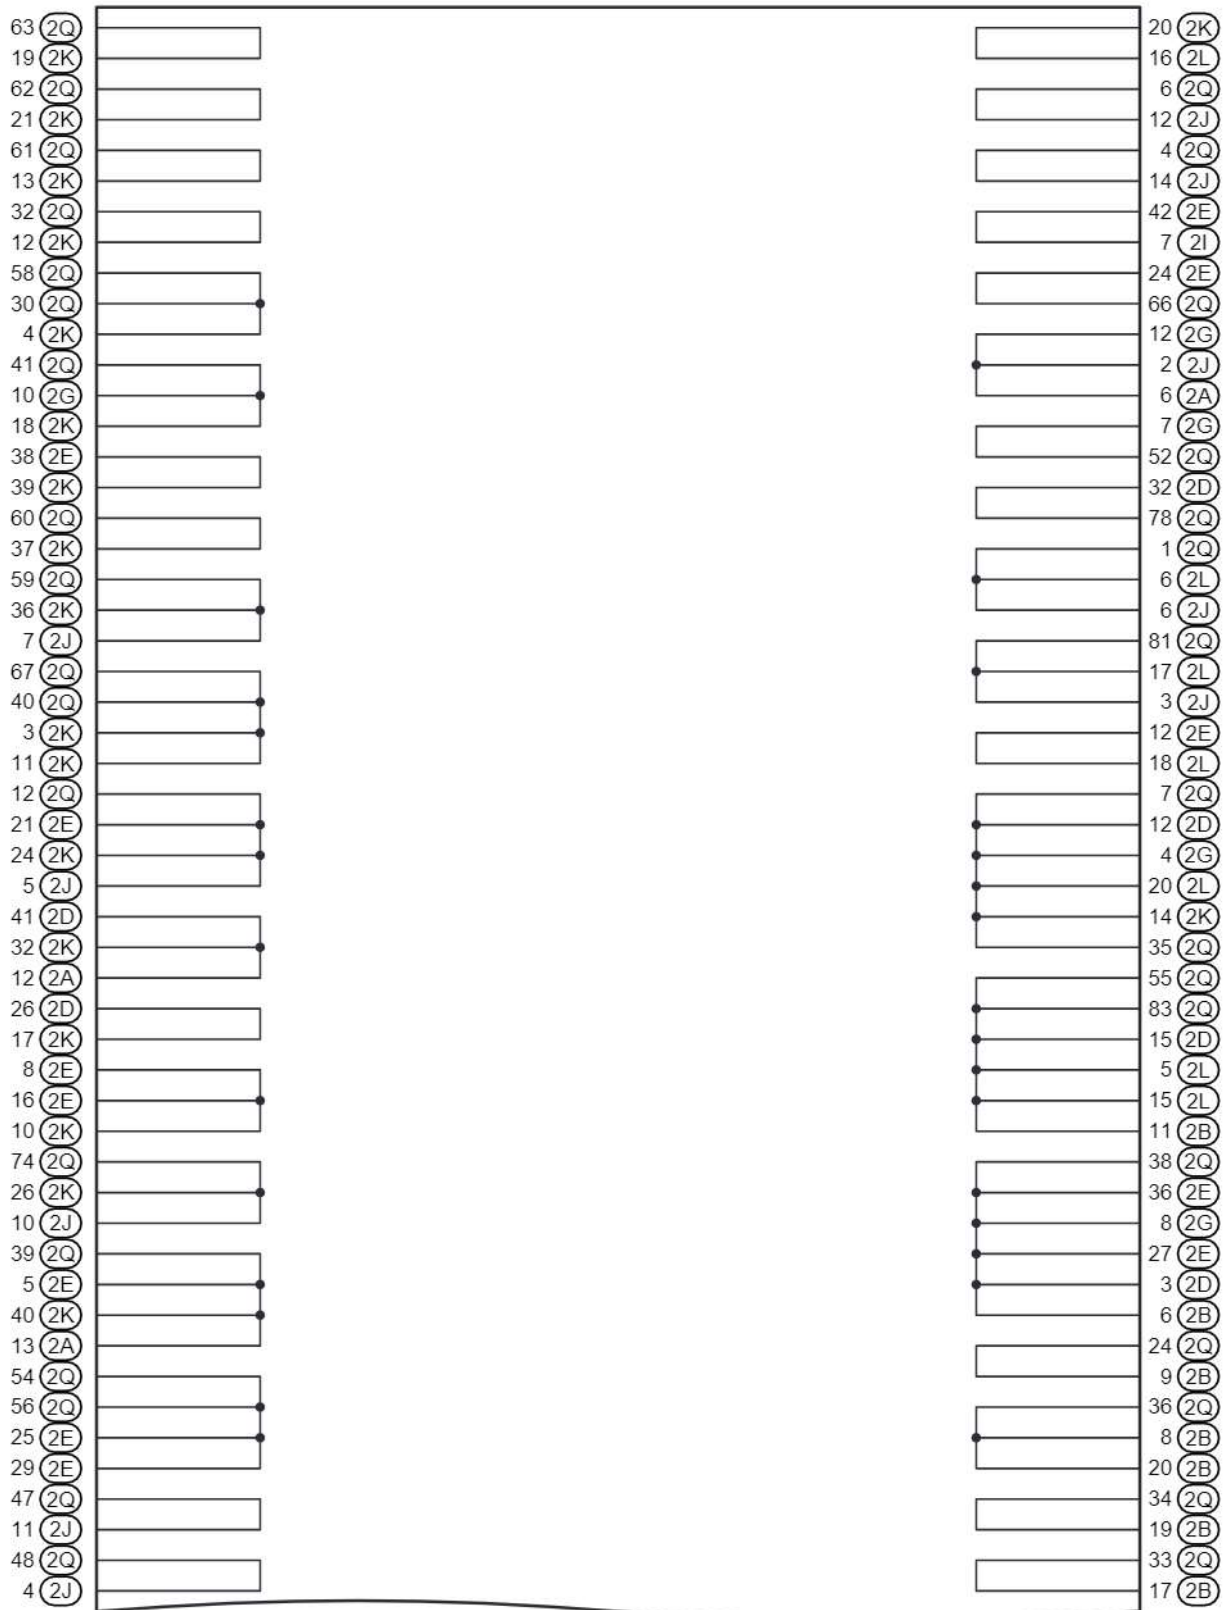 63 2Q
19 2K
62 2Q
21 2K
61 2Q
13 2K
32 2Q
12 2K
58 2Q
30 2Q
4 2K
41 2Q
10 2G
18 2K
38 2E
39 2K
60 2Q
37 2K
59 2Q
36 2K
7 2J
67 2Q
40 2Q
3 2K
11 2K
12 2Q
21 2E
24 2K
5 2J
41 2D
32 2K
12 2A
26 2D
17 2K
8 2E
16 2E
10 2K
74 2Q
26 2K
10 2J
39 2Q
5 2E
40 2K
13 2A
54 2Q
56 2Q
25 2E
29 2E
47 2Q
11 2J
48 2Q
4 2J
20 2K
16 2L
6 2Q
12 2J
4 2Q
14 2J
42 2E
7 2I
24 2E
66 2Q
12 2G
2 2J
6 2A
7 2G
52 2Q
32 2D
78 2Q
1 2Q
6 2L
6 2J
81 2Q
17 2L
3 2J
12 2E
18 2L
7 2Q
12 2D
4 2G
20 2L
14 2K
35 2Q
55 2Q
83 2Q
15 2D
5 2L
15 2L
11 2B
38 2Q
36 2E
8 2G
27 2E
3 2D
6 2B
24 2Q
9 2B
36 2Q
8 2B
20 2B
34 2Q
19 2B
33 2Q
17 2B